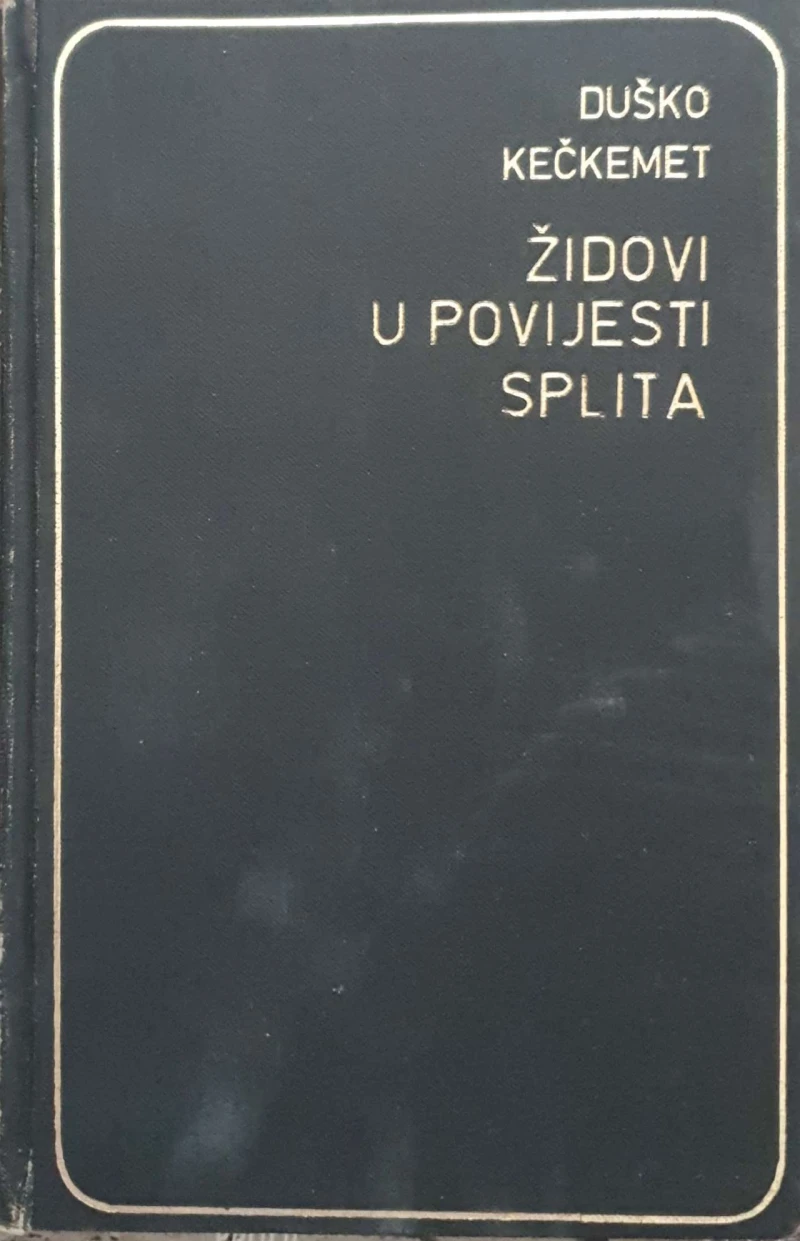 DUŠKO
KEČKEMET
ŽIDOVI
U POVIJESTI
SPLITA